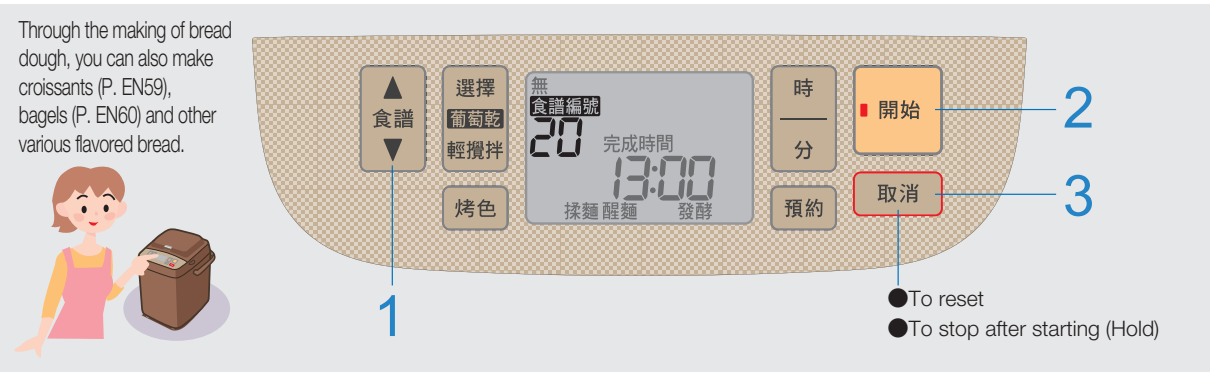 Through the making of bread
dough, you can also make
croissants (P. EN59),
bagels (P. EN60) and other
various flavored bread.
▲
食譜
▼
選擇
葡萄乾
輕攪拌
烤色
無
食譜編號
20
完成時間
13:00
揉麵 醒麵 發酵
時
分
預約
開始
取消
1
2
3
●To reset
●To stop after starting (Hold)